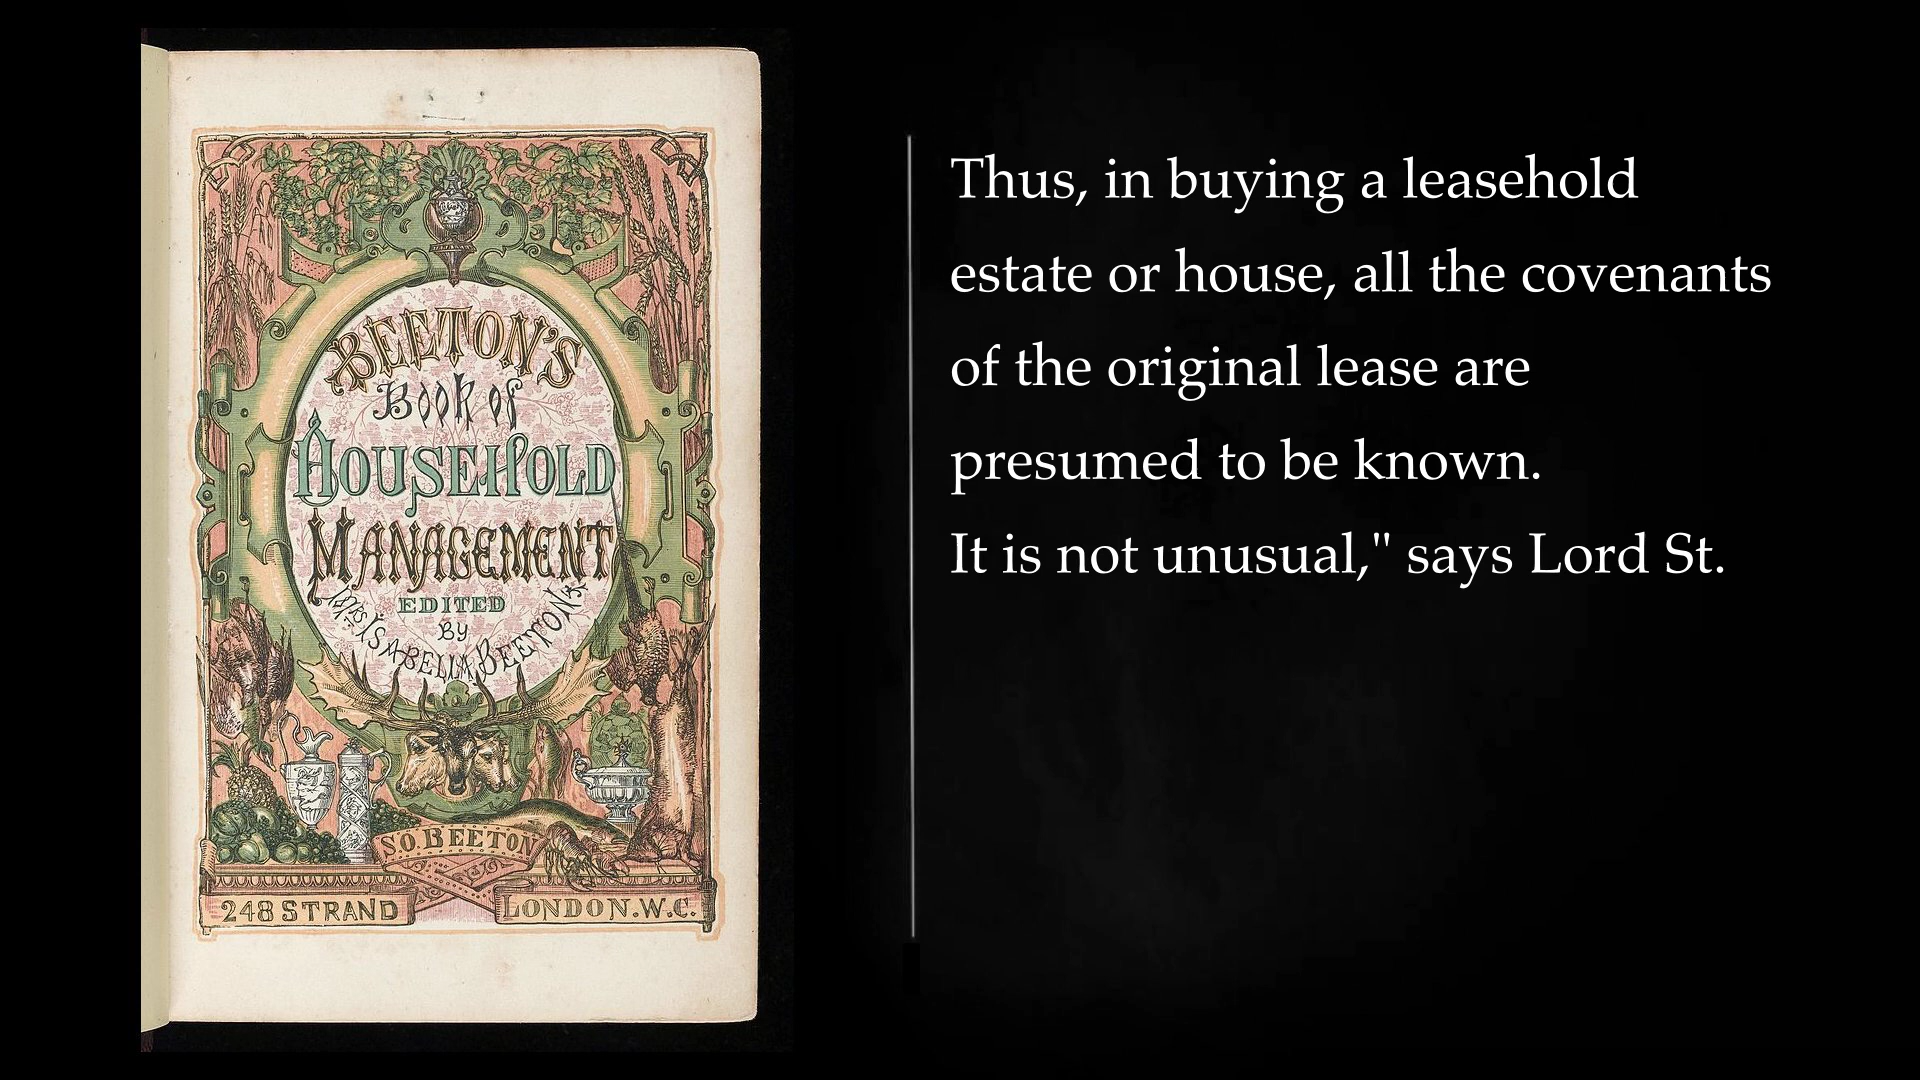 BEETON'S
Book of
HOUSEHOLD
MANAGEMENT
EDITED
BY
MRS ISABELLA BEETON
S.O. BEETON
248 STRAND
LONDON. W.C.
Thus, in buying a leasehold
estate or house, all the covenants
of the original lease are
presumed to be known.
It is not unusual," says Lord St.